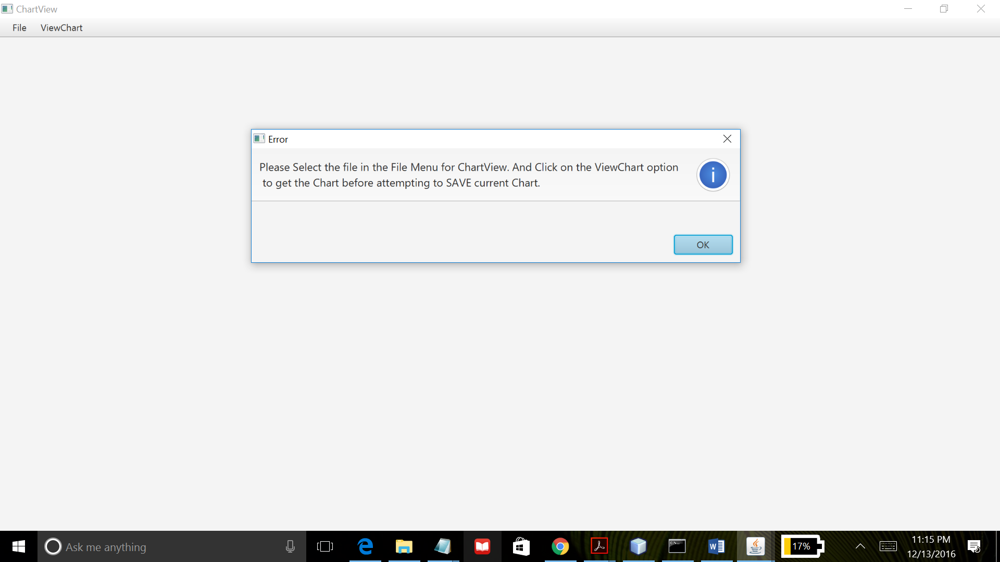 ChartView
File ViewChart
Error
Please Select the file in the File Menu for ChartView. And Click on the ViewChart option
to get the Chart before attempting to SAVE current Chart.
OK
Ask me anything
17%
11:15 PM
12/13/2016